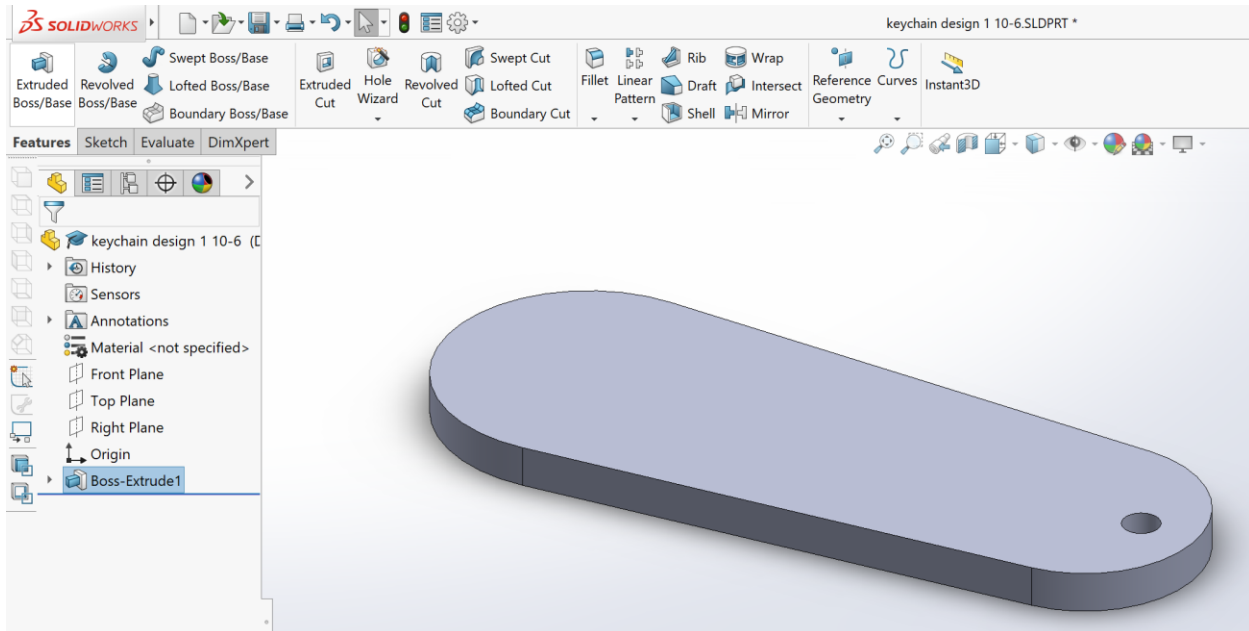 SOLIDWORKS
keychain design 1 10-6.SLDPRT *
Extruded Boss/Base
Revolved Boss/Base
Swept Boss/Base
Lofted Boss/Base
Boundary Boss/Base
Extruded Cut
Hole Wizard
Revolved Cut
Swept Cut
Lofted Cut
Boundary Cut
Fillet
Linear Pattern
Rib
Draft
Shell
Wrap
Intersect
Mirror
Reference Geometry
Curves
Instant3D
Features Sketch Evaluate DimXpert
keychain design 1 10-6 (D
History
Sensors
Annotations
Material <not specified>
Front Plane
Top Plane
Right Plane
Origin
Boss-Extrude1